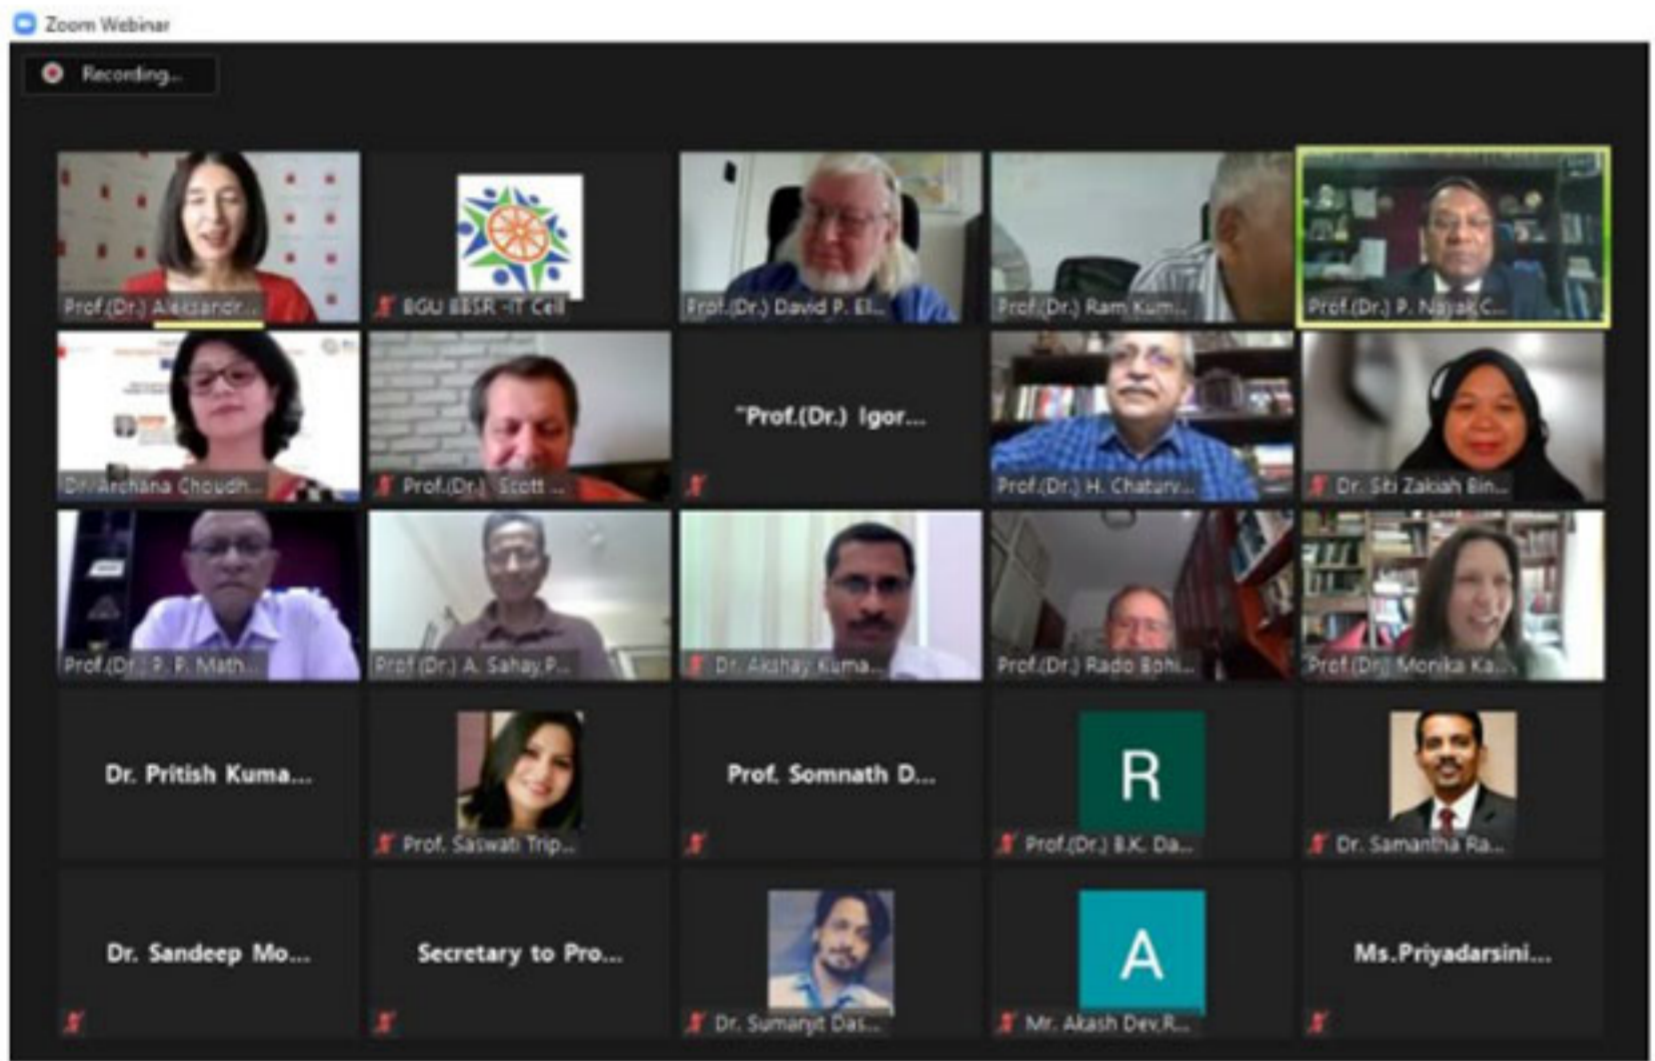 Zoom Webinar
Recording...
Prof.(Dr.) Aleksandr...
BGU BBSR -IT Cell
Prof.(Dr.) David P. El...
Prof.(Dr.) Ram Kum...
Prof.(Dr.) P. Nayak,C...
Dr. Archana Choudh...
Prof.(Dr.) Scott ...
"Prof.(Dr.) Igor...
Prof.(Dr.) H. Chaturv...
Dr. Siti Zakiah Bin...
Prof.(Dr.) P. P. Math...
Prof.(Dr.) A. Sahay,P...
Dr. Akshay Kuma...
Prof.(Dr.) Rado Bohi...
Prof.(Dr.) Monika Ka...
Dr. Pritish Kuma...
Prof. Saswati Trip...
Prof. Somnath D...
R
Prof.(Dr.) B.K. Da...
Dr. Samantha Ra...
Dr. Sandeep Mo...
Secretary to Pro...
Dr. Sumanjit Das...
A
Mr. Akash Dev,R...
Ms.Priyadarsini...